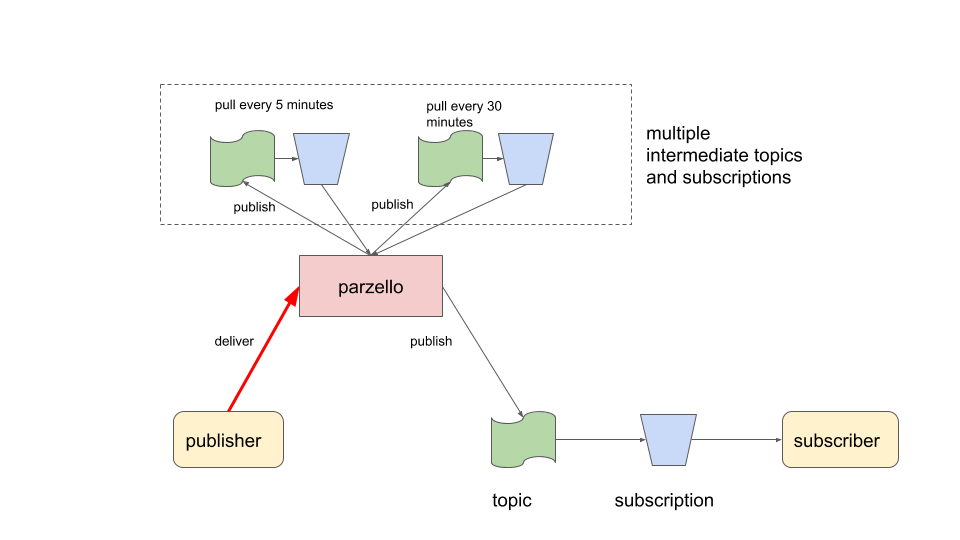 pull every 5 minutes
pull every 30
minutes
multiple
intermediate topics
and subscriptions
publish
publish
parzello
deliver
publish
publisher
subscriber
topic
subscription